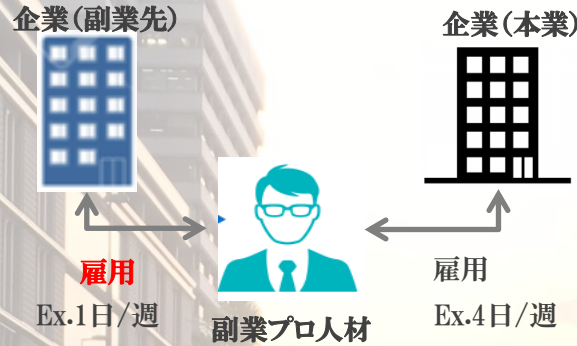 企業(副業先)
企業(本業)
雇用
雇用
Ex.1日/週
Ex.4日/週
副業プロ人材